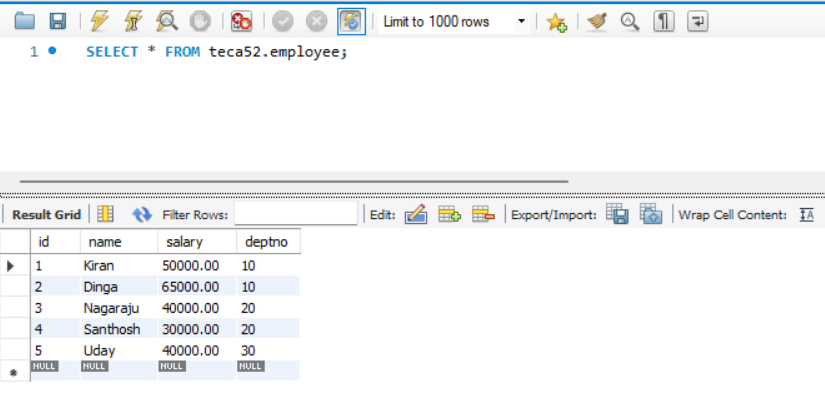 Limit to 1000 rows
1 SELECT * FROM teca52.employee;
Result Grid Filter Rows: Edit: Export/Import: Wrap Cell Content: IA
id name salary deptno
1 Kiran 50000.00 10
2 Dinga 65000.00 10
3 Nagaraju 40000.00 20
4 Santhosh 30000.00 20
5 Uday 40000.00 30
NULL NULL NULL NULL